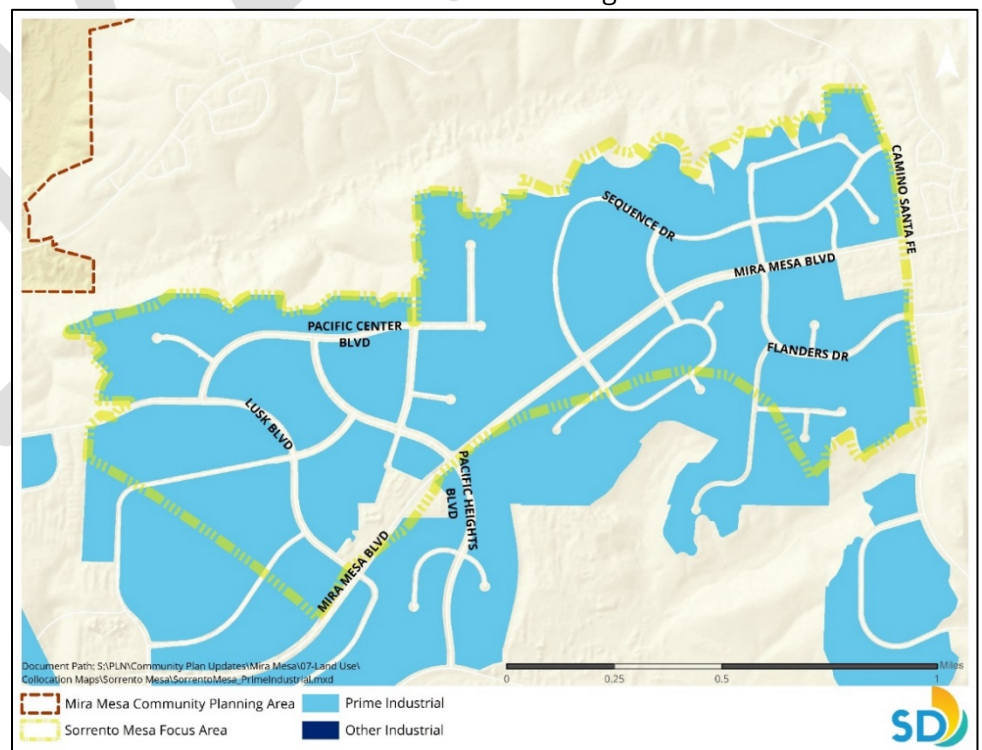 CAMINO SANTA FE
SEQUENCE DR
MIRA MESA BLVD
PACIFIC CENTER
BLVD
FLANDERS DR
LUSK BLVD
PACIFIC HEIGHTS
BLVD
MIRA MESA BLVD
Document Path: S:\PLN\Community Plan Updates\Mira Mesa\07-Land Use\
Collocation Maps\Sorrento Mesa\SorrentoMesa_PrimeIndustrial.mxd
Miles
0 0.25 0.5 1
Mira Mesa Community Planning Area
Prime Industrial
Sorrento Mesa Focus Area
Other Industrial
SD